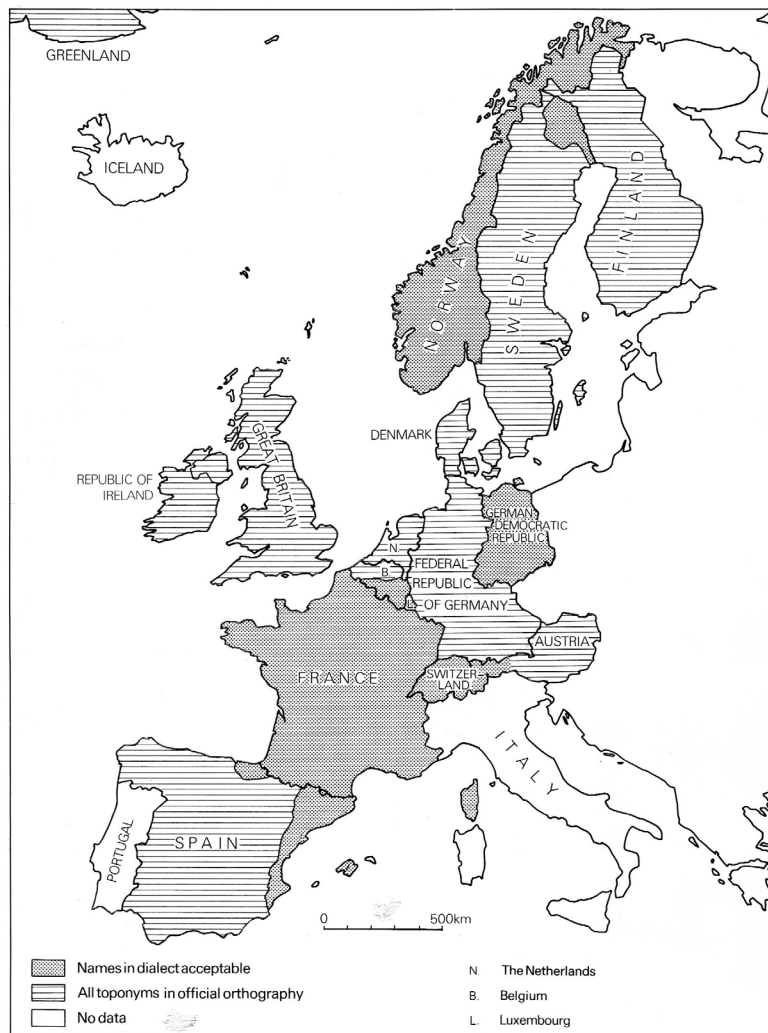 GREENLAND
ICELAND
NORWAY
SWEDEN
FINLAND
DENMARK
GREAT BRITAIN
REPUBLIC OF
IRELAND
GERMAN
DEMOCRATIC
REPUBLIC
N.
B.
FEDERAL
REPUBLIC
OF GERMANY
L.
AUSTRIA
FRANCE
SWITZER-
LAND
ITALY
PORTUGAL
SPAIN
0 500km
Names in dialect acceptable
All toponyms in official orthography
No data
N. The Netherlands
B. Belgium
L. Luxembourg